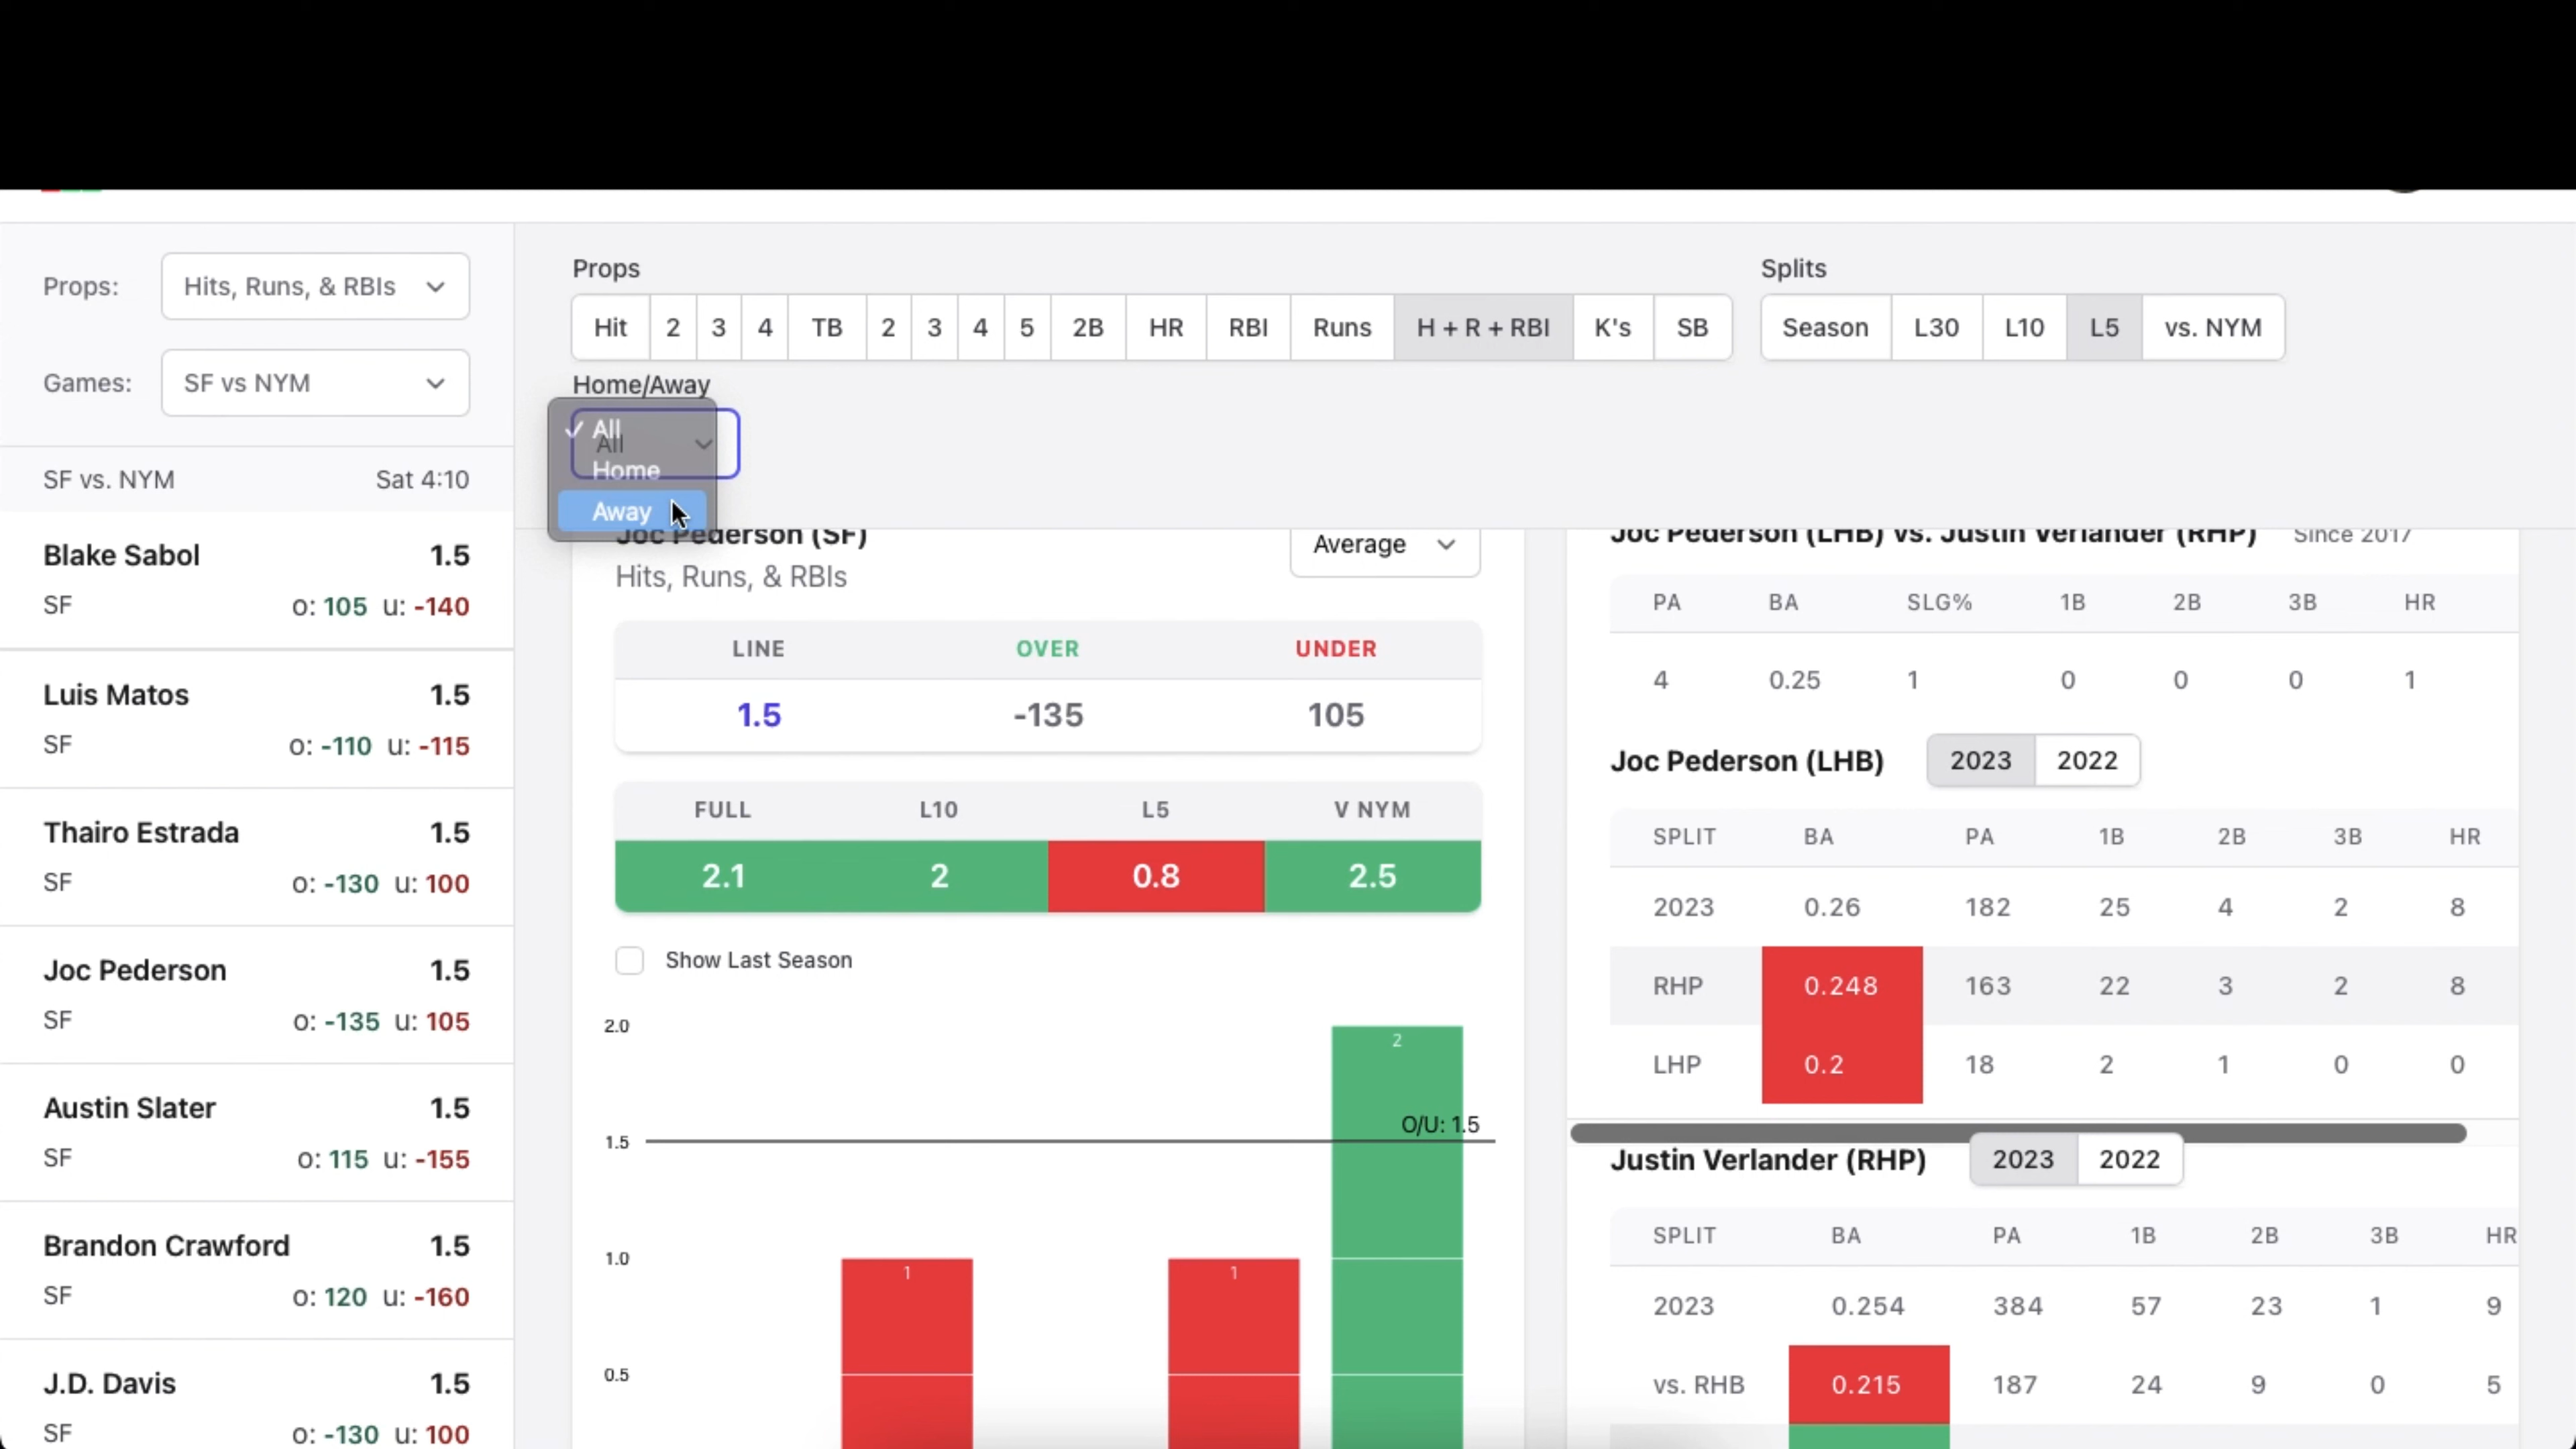 Props: Hits, Runs, & RBIs
Games: SF vs NYM
SF vs. NYM Sat 4:10
Blake Sabol 1.5
SF o: 105 u: -140
Luis Matos 1.5
SF o: -110 u: -115
Thairo Estrada 1.5
SF o: -130 u: 100
Joc Pederson 1.5
SF o: -135 u: 105
Austin Slater 1.5
SF o: 115 u: -155
Brandon Crawford 1.5
SF o: 120 u: -160
J.D. Davis 1.5
SF o: -130 u: 100
Props
Hit 2 3 4 TB 2 3 4 5 2B HR RBI Runs H + R + RBI K's SB
Splits
Season L30 L10 L5 vs. NYM
Home/Away
All
All
Home
Away
Joc Pederson (SF)
Hits, Runs, & RBIs
Average
LINE OVER UNDER
1.5 -135 105
FULL L10 L5 V NYM
2.1 2 0.8 2.5
Show Last Season
2.0
2
O/U: 1.5
1.5
1.0
1 1
0.5
Joc Pederson (LHB) vs. Justin Verlander (RHP) Since 2017
PA BA SLG% 1B 2B 3B HR
4 0.25 1 0 0 0 1
Joc Pederson (LHB) 2023 2022
SPLIT BA PA 1B 2B 3B HR
2023 0.26 182 25 4 2 8
RHP 0.248 163 22 3 2 8
LHP 0.2 18 2 1 0 0
Justin Verlander (RHP) 2023 2022
SPLIT BA PA 1B 2B 3B HR
2023 0.254 384 57 23 1 9
vs. RHB 0.215 187 24 9 0 5